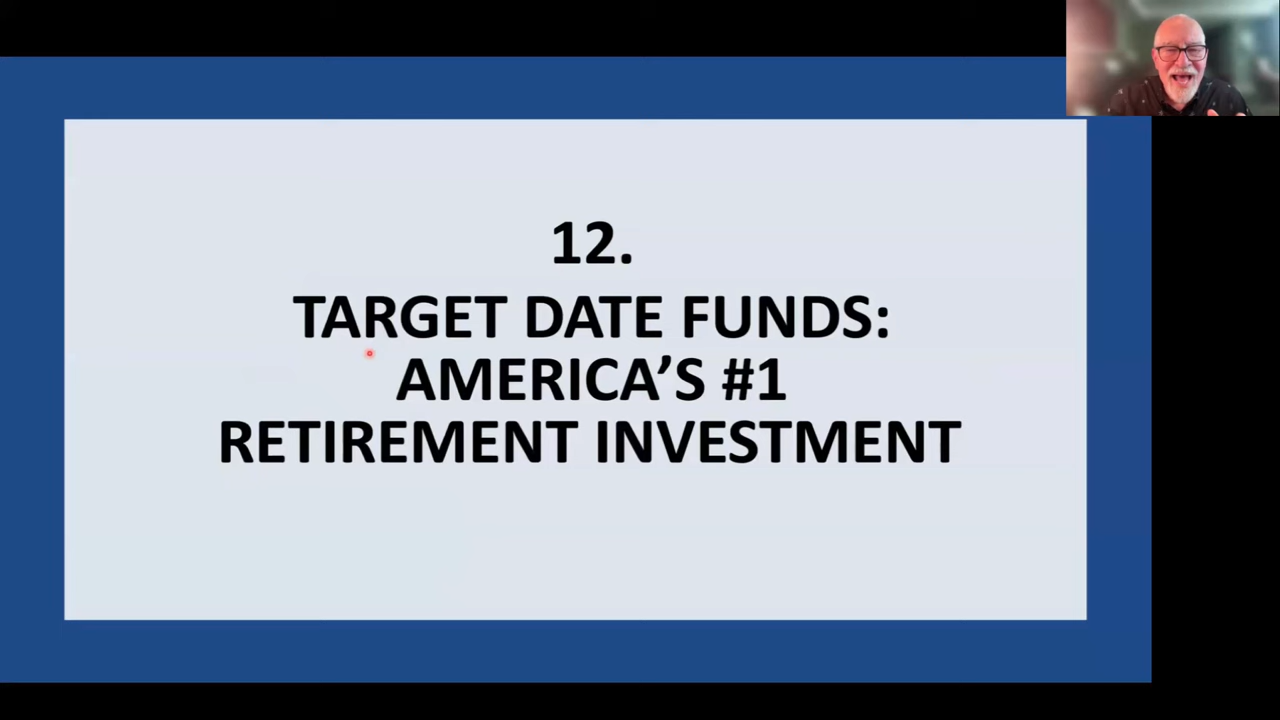 12.
TARGET DATE FUNDS:
AMERICA’S #1
RETIREMENT INVESTMENT